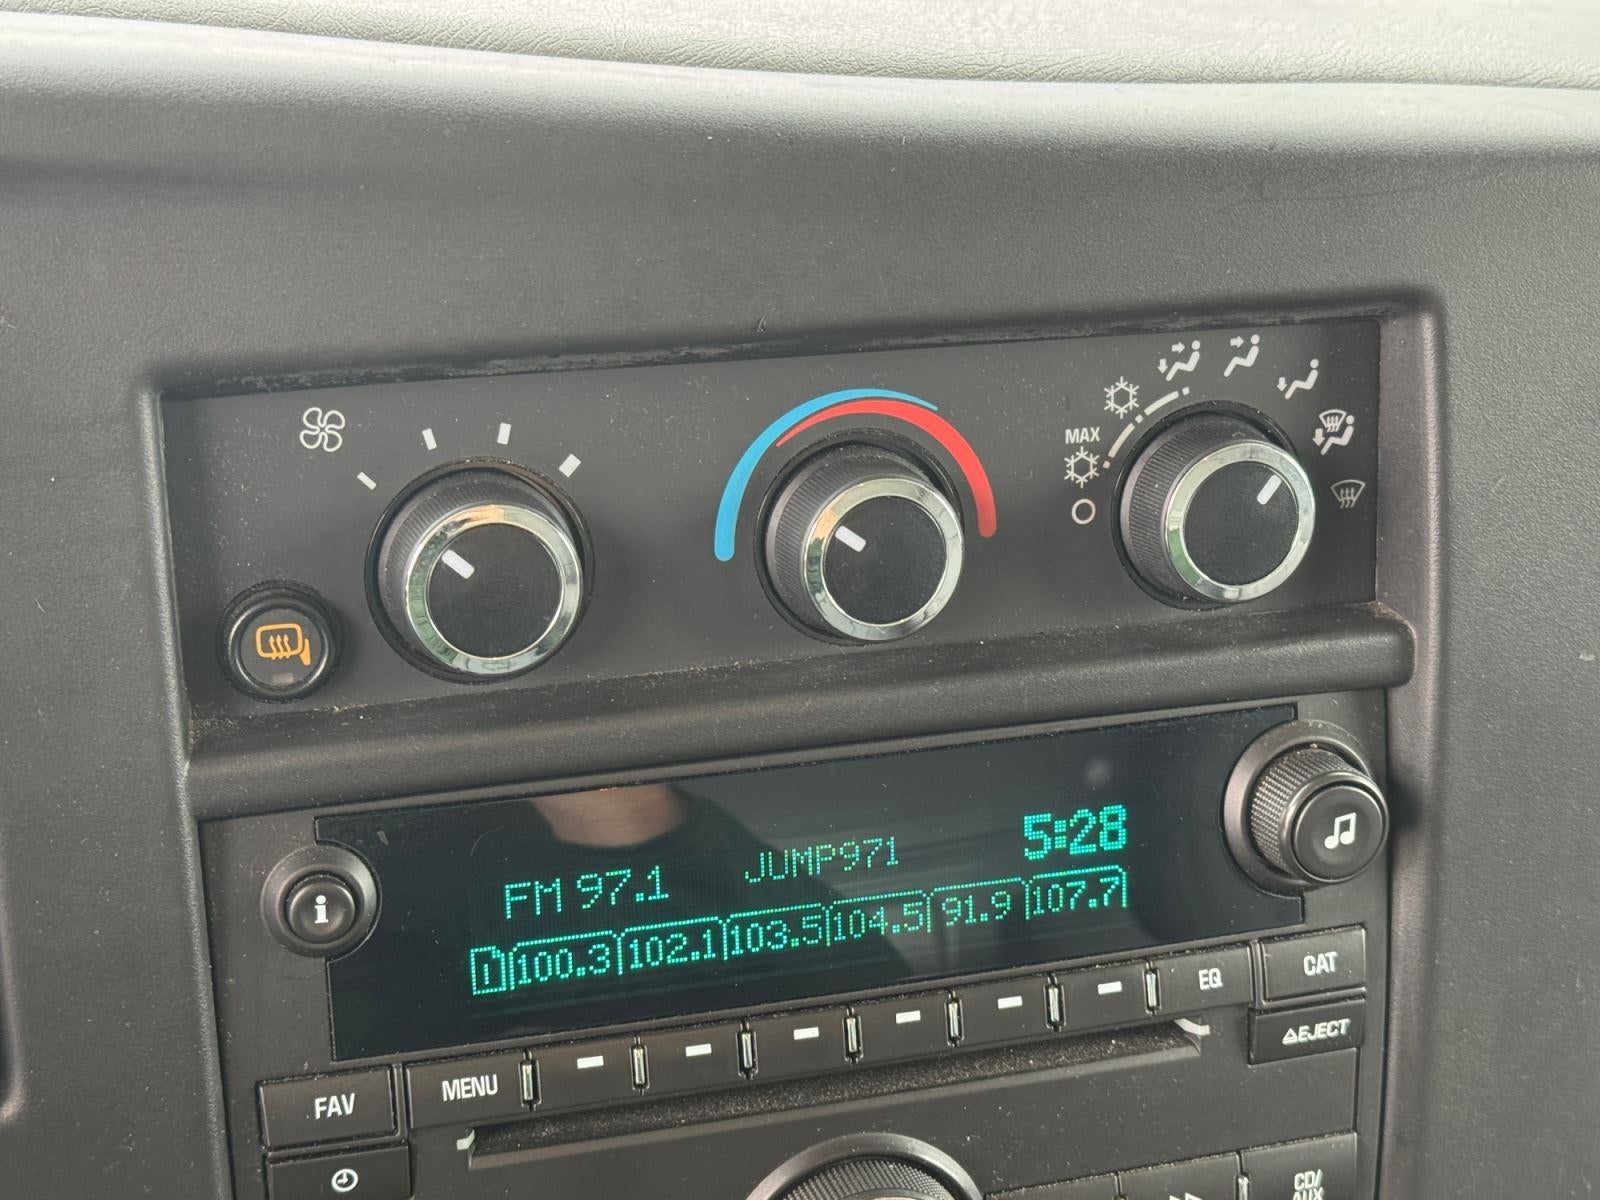 MAX
5:28
FM 97.1 JUMP971
1 100.3 102.1 103.5 104.5 91.9 107.7
i
FAV MENU EQ CAT
EJECT
CD/
AUX